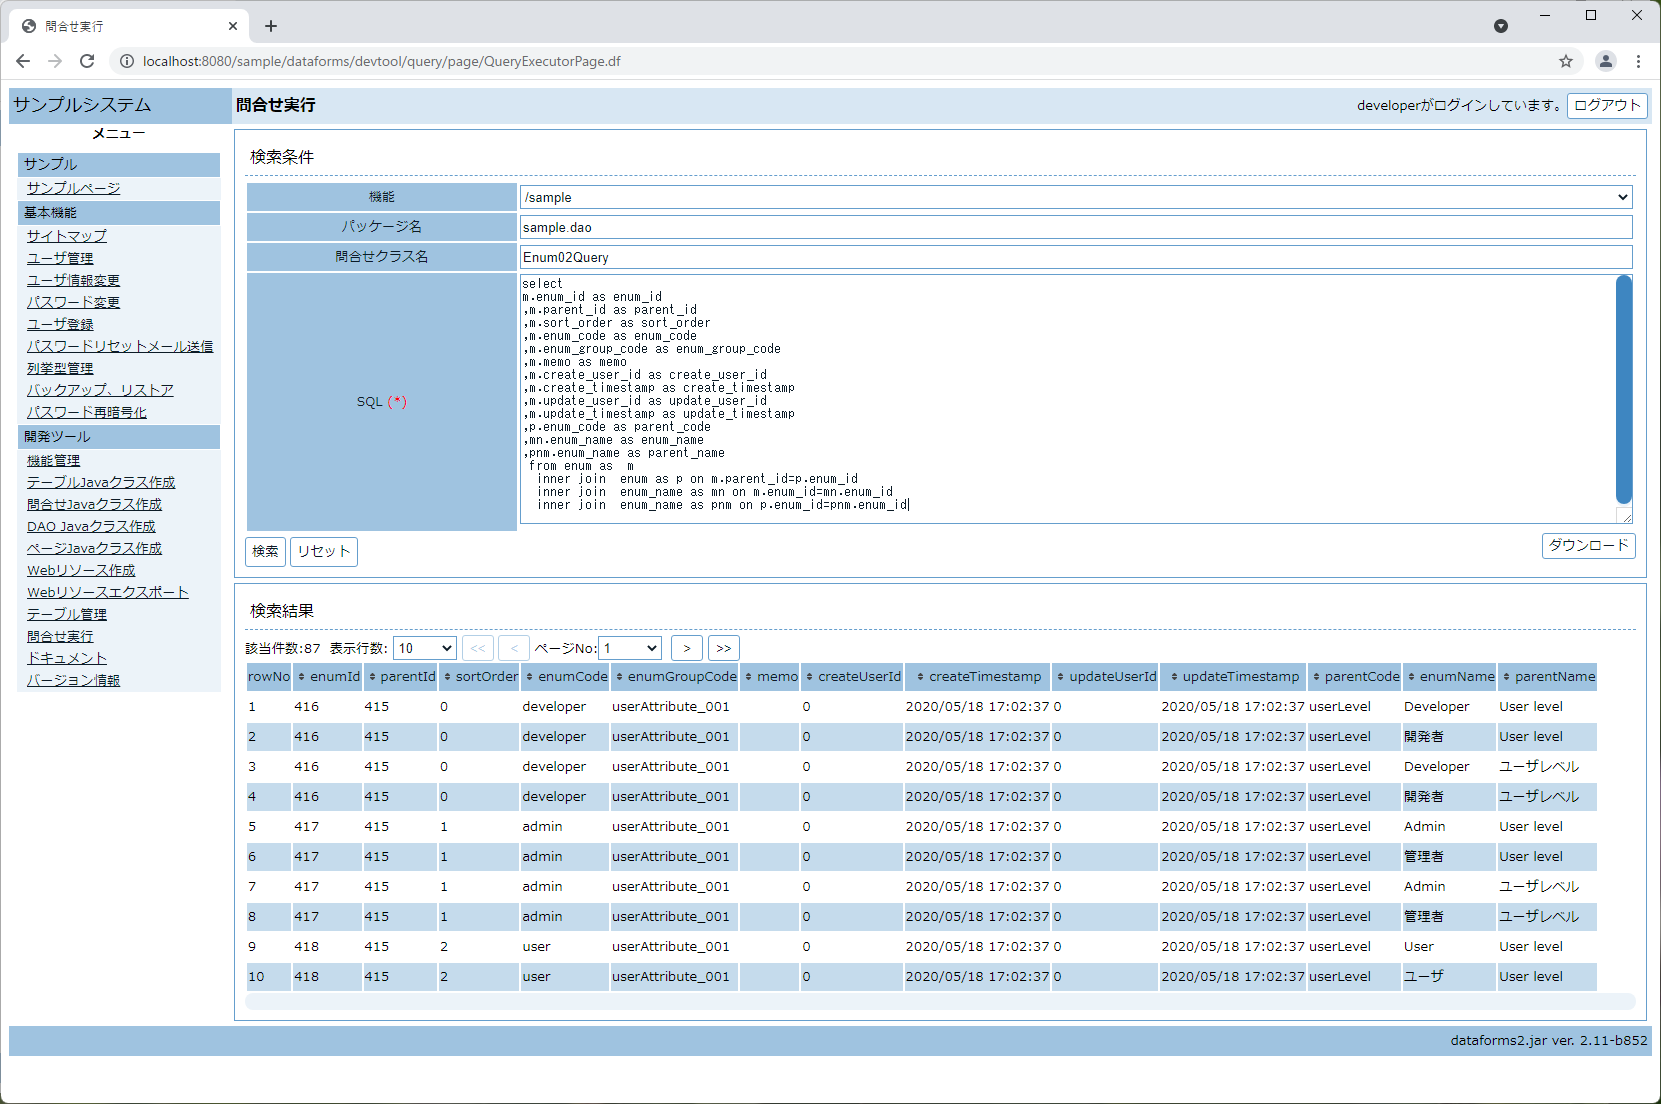 問合せ実行
localhost:8080/sample/dataforms/devtool/query/page/QueryExecutorPage.df
サンプルシステム
問合せ実行
developerがログインしています。 ログアウト
メニュー
サンプル
サンプルページ
基本機能
サイトマップ
ユーザ管理
ユーザ情報変更
パスワード変更
ユーザ登録
パスワードリセットメール送信
列挙型管理
バックアップ、リストア
パスワード再暗号化
開発ツール
機能管理
テーブルJavaクラス作成
問合せJavaクラス作成
DAO Javaクラス作成
ページJavaクラス作成
Webリソース作成
Webリソースエクスポート
テーブル管理
問合せ実行
ドキュメント
バージョン情報
検索条件
機能 /sample
パッケージ名 sample.dao
問合せクラス名 Enum02Query
SQL (*)
select
m.enum_id as enum_id
,m.parent_id as parent_id
,m.sort_order as sort_order
,m.enum_code as enum_code
,m.enum_group_code as enum_group_code
,m.memo as memo
,m.create_user_id as create_user_id
,m.create_timestamp as create_timestamp
,m.update_user_id as update_user_id
,m.update_timestamp as update_timestamp
,p.enum_code as parent_code
,mn.enum_name as enum_name
,pnm.enum_name as parent_name
from enum as  m
inner join  enum as p on m.parent_id=p.enum_id
inner join  enum_name as mn on m.enum_id=mn.enum_id
inner join  enum_name as pnm on p.enum_id=pnm.enum_id
検索 リセット ダウンロード
検索結果
該当件数:87 表示行数: 10 << < ページNo: 1 > >>
rowNo enumId parentId sortOrder enumCode enumGroupCode memo createUserId createTimestamp updateUserId updateTimestamp parentCode enumName parentName
1 416 415 0 developer userAttribute_001 0 2020/05/18 17:02:37 0 2020/05/18 17:02:37 userLevel Developer User level
2 416 415 0 developer userAttribute_001 0 2020/05/18 17:02:37 0 2020/05/18 17:02:37 userLevel 開発者 User level
3 416 415 0 developer userAttribute_001 0 2020/05/18 17:02:37 0 2020/05/18 17:02:37 userLevel Developer ユーザレベル
4 416 415 0 developer userAttribute_001 0 2020/05/18 17:02:37 0 2020/05/18 17:02:37 userLevel 開発者 ユーザレベル
5 417 415 1 admin userAttribute_001 0 2020/05/18 17:02:37 0 2020/05/18 17:02:37 userLevel Admin User level
6 417 415 1 admin userAttribute_001 0 2020/05/18 17:02:37 0 2020/05/18 17:02:37 userLevel 管理者 User level
7 417 415 1 admin userAttribute_001 0 2020/05/18 17:02:37 0 2020/05/18 17:02:37 userLevel Admin ユーザレベル
8 417 415 1 admin userAttribute_001 0 2020/05/18 17:02:37 0 2020/05/18 17:02:37 userLevel 管理者 ユーザレベル
9 418 415 2 user userAttribute_001 0 2020/05/18 17:02:37 0 2020/05/18 17:02:37 userLevel User User level
10 418 415 2 user userAttribute_001 0 2020/05/18 17:02:37 0 2020/05/18 17:02:37 userLevel ユーザ User level
dataforms2.jar ver. 2.11-b852